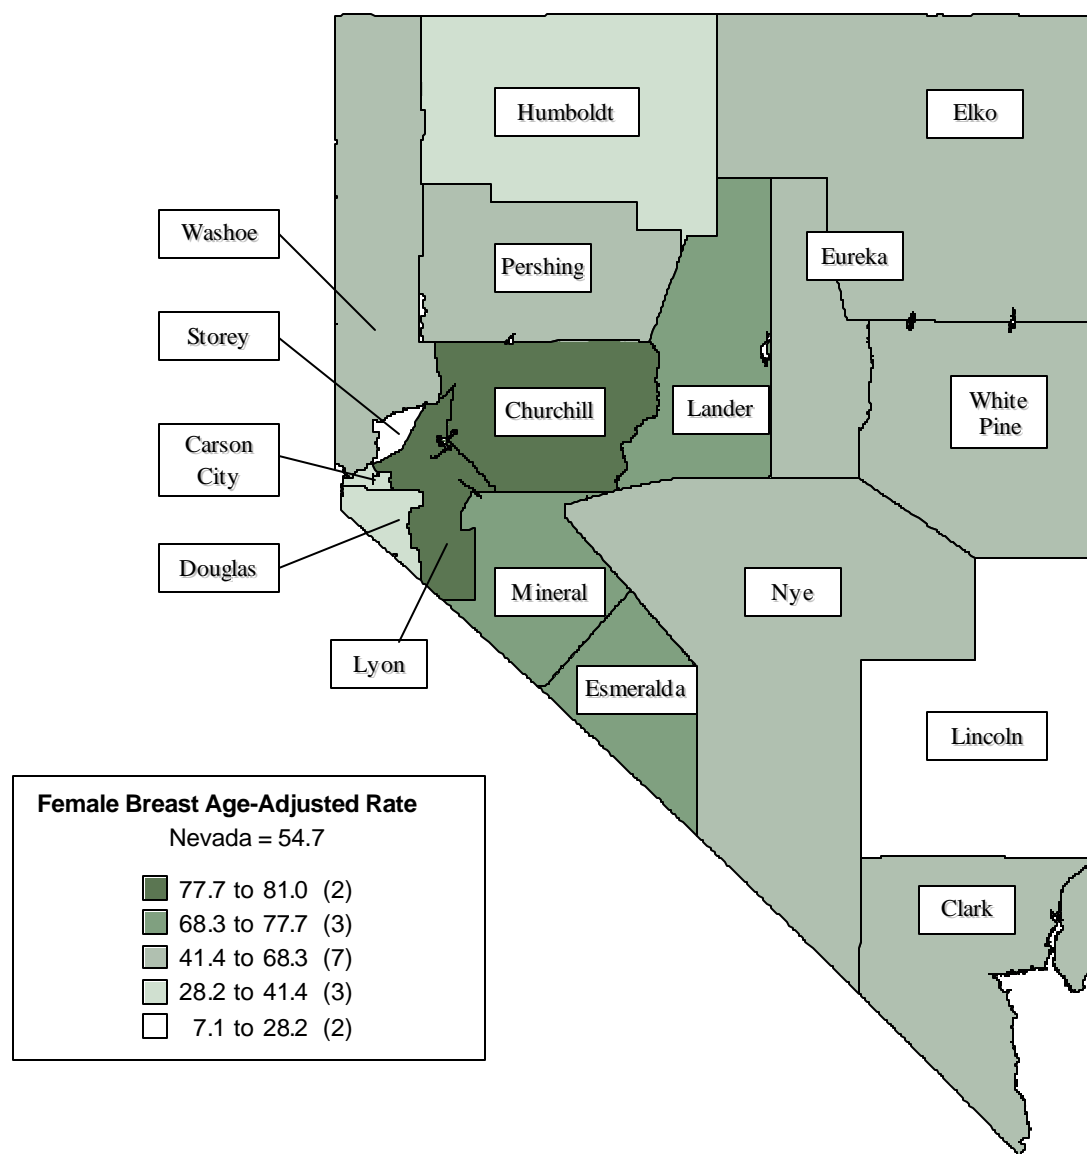 Humboldt
Elko
Washoe
Eureka
Pershing
Storey
Churchill
Lander
White
Pine
Carson
City
Douglas
Mineral
Nye
Lyon
Esmeralda
Lincoln
Clark
Female Breast Age-Adjusted Rate
Nevada = 54.7
77.7 to 81.0 (2)
68.3 to 77.7 (3)
41.4 to 68.3 (7)
28.2 to 41.4 (3)
7.1 to 28.2 (2)